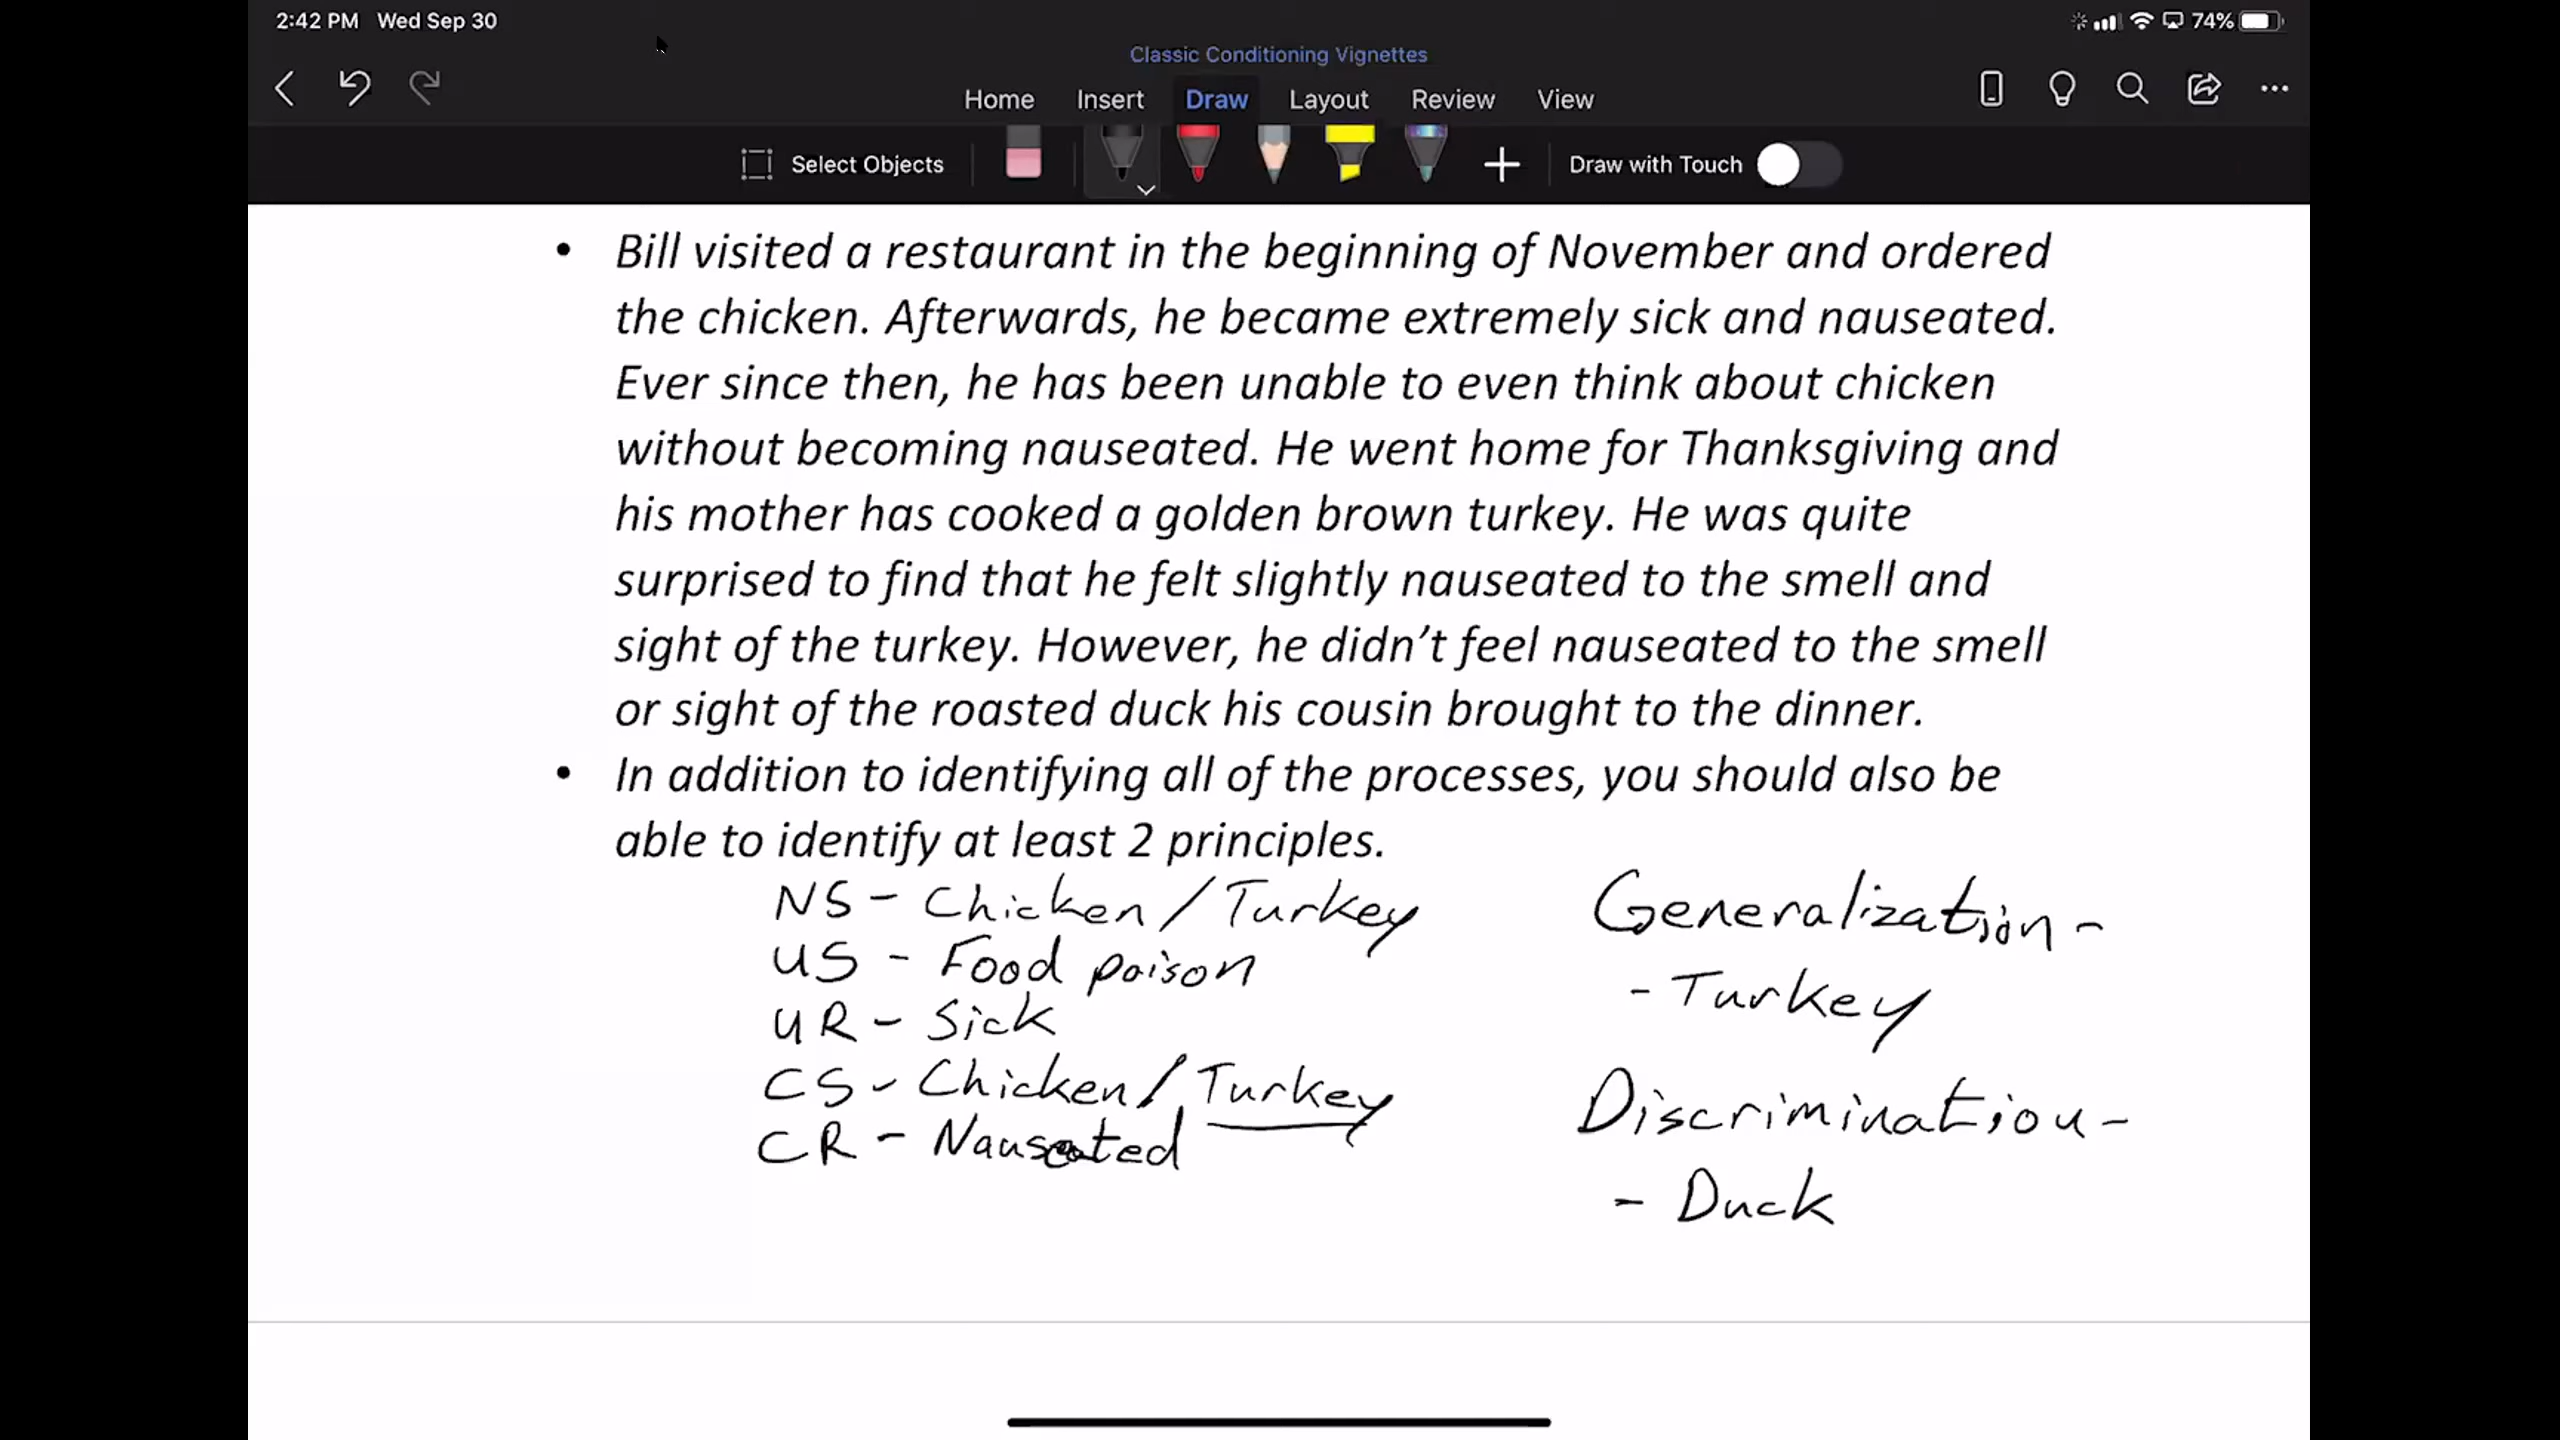 2:42 PM Wed Sep 30
74%
Classic Conditioning Vignettes
Home Insert Draw Layout Review View
Select Objects
Draw with Touch
• Bill visited a restaurant in the beginning of November and ordered
the chicken. Afterwards, he became extremely sick and nauseated.
Ever since then, he has been unable to even think about chicken
without becoming nauseated. He went home for Thanksgiving and
his mother has cooked a golden brown turkey. He was quite
surprised to find that he felt slightly nauseated to the smell and
sight of the turkey. However, he didn’t feel nauseated to the smell
or sight of the roasted duck his cousin brought to the dinner.
• In addition to identifying all of the processes, you should also be
able to identify at least 2 principles.
NS - Chicken / Turkey
US - Food poison
UR - Sick
CS - Chicken / Turkey
CR - Nauseated
Generalization -
- Turkey
Discrimination -
- Duck